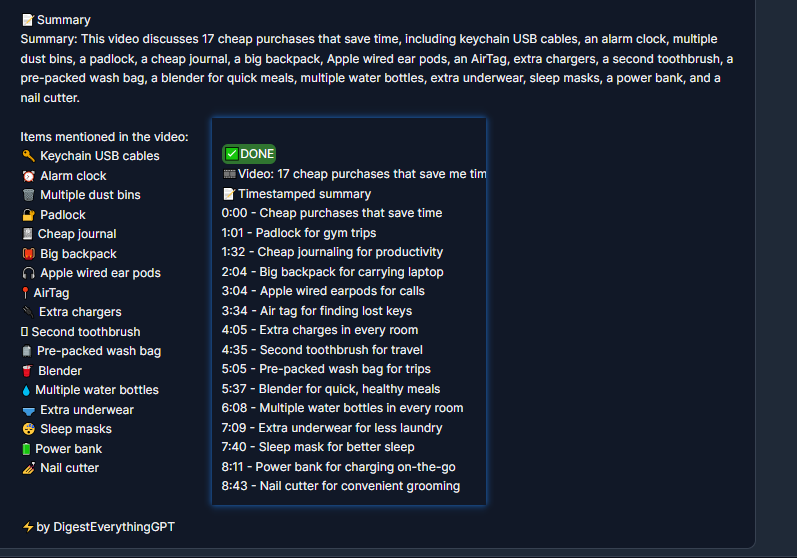 📝Summary
Summary: This video discusses 17 cheap purchases that save time, including keychain USB cables, an alarm clock, multiple
dust bins, a padlock, a cheap journal, a big backpack, Apple wired ear pods, an AirTag, extra chargers, a second toothbrush, a
pre-packed wash bag, a blender for quick meals, multiple water bottles, extra underwear, sleep masks, a power bank, and a
nail cutter.
Items mentioned in the video:
🔑 Keychain USB cables
⏰ Alarm clock
🗑️ Multiple dust bins
🔐 Padlock
📓 Cheap journal
🎒 Big backpack
🎧 Apple wired ear pods
📍AirTag
🔌 Extra chargers
Second toothbrush
Pre-packed wash bag
🥤 Blender
💧Multiple water bottles
🩲 Extra underwear
😴 Sleep masks
🔋Power bank
💅 Nail cutter
⚡by DigestEverythingGPT
✅DONE
🎞️Video: 17 cheap purchases that save me tim
📝Timestamped summary
0:00 - Cheap purchases that save time
1:01 - Padlock for gym trips
1:32 - Cheap journaling for productivity
2:04 - Big backpack for carrying laptop
3:04 - Apple wired earpods for calls
3:34 - Air tag for finding lost keys
4:05 - Extra charges in every room
4:35 - Second toothbrush for travel
5:05 - Pre-packed wash bag for trips
5:37 - Blender for quick, healthy meals
6:08 - Multiple water bottles in every room
7:09 - Extra underwear for less laundry
7:40 - Sleep mask for better sleep
8:11 - Power bank for charging on-the-go
8:43 - Nail cutter for convenient grooming